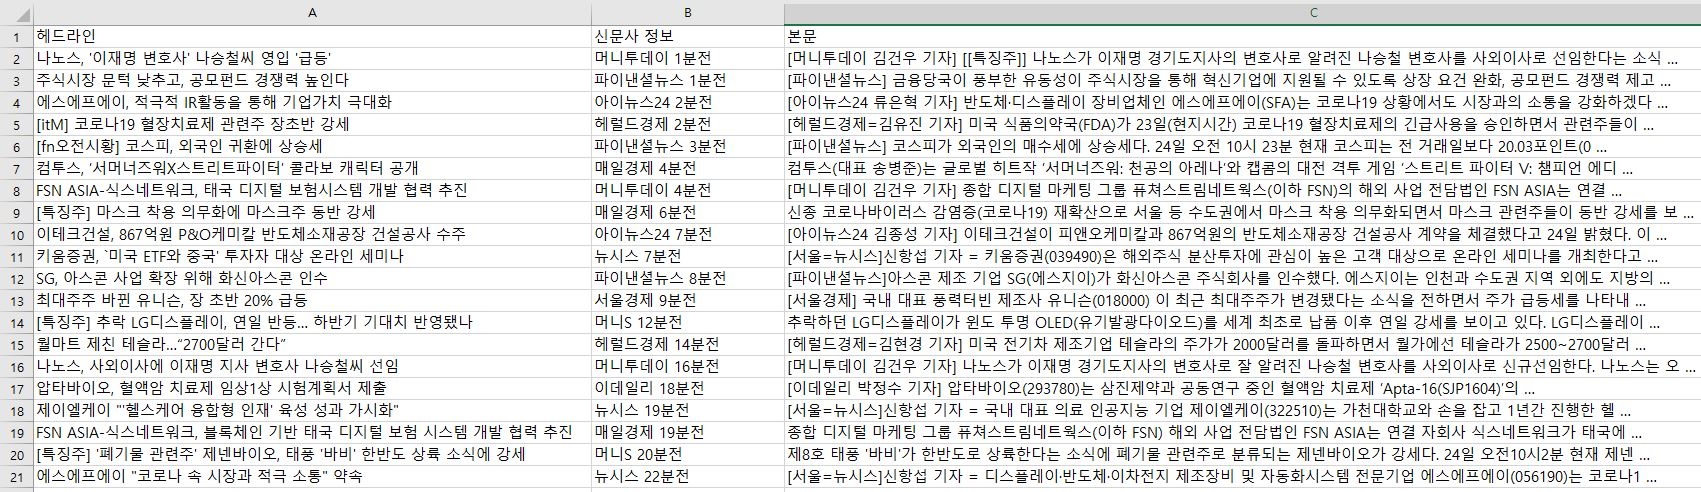 A B C
1 헤드라인 신문사 정보 본문
2 나노스, '이재명 변호사' 나승철씨 영입 '급등' 머니투데이 1분전 [머니투데이 김건우 기자] [[특징주]] 나노스가 이재명 경기도지사의 변호사로 알려진 나승철 변호사를 사외이사로 선임한다는 소식 ...
3 주식시장 문턱 낮추고, 공모펀드 경쟁력 높인다 파이낸셜뉴스 1분전 [파이낸셜뉴스] 금융당국이 풍부한 유동성이 주식시장을 통해 혁신기업에 지원될 수 있도록 상장 요건 완화, 공모펀드 경쟁력 제고 ...
4 에스에프에이, 적극적 IR활동을 통해 기업가치 극대화 아이뉴스24 2분전 [아이뉴스24 류은혁 기자] 반도체·디스플레이 장비업체인 에스에프에이(SFA)는 코로나19 상황에서도 시장과의 소통을 강화하겠다 ...
5 [itM] 코로나19 혈장치료제 관련주 장초반 강세 헤럴드경제 2분전 [헤럴드경제=김유진 기자] 미국 식품의약국(FDA)가 23일(현지시간) 코로나19 혈장치료제의 긴급사용을 승인하면서 관련주들이 ...
6 [fn오전시황] 코스피, 외국인 귀환에 상승세 파이낸셜뉴스 3분전 [파이낸셜뉴스] 코스피가 외국인의 매수세에 상승세다. 24일 오전 10시 23분 현재 코스피는 전 거래일보다 20.03포인트(0 ...
7 컴투스, '서머너즈워X스트리트파이터' 콜라보 캐릭터 공개 매일경제 4분전 컴투스(대표 송병준)는 글로벌 히트작 '서머너즈워: 천공의 아레나'와 캡콤의 대전 격투 게임 '스트리트 파이터 V: 챔피언 에디 ...
8 FSN ASIA-식스네트워크, 태국 디지털 보험시스템 개발 협력 추진 머니투데이 4분전 [머니투데이 김건우 기자] 종합 디지털 마케팅 그룹 퓨쳐스트림네트웍스(이하 FSN)의 해외 사업 전담법인 FSN ASIA는 연결 ...
9 [특징주] 마스크 착용 의무화에 마스크주 동반 강세 매일경제 6분전 신종 코로나바이러스 감염증(코로나19) 재확산으로 서울 등 수도권에서 마스크 착용 의무화되면서 마스크 관련주들이 동반 강세를 보 ...
10 이테크건설, 867억원 P&O케미칼 반도체소재공장 건설공사 수주 아이뉴스24 7분전 [아이뉴스24 김종성 기자] 이테크건설이 피앤오케미칼과 867억원의 반도체소재공장 건설공사 계약을 체결했다고 24일 밝혔다. 이 ...
11 키움증권, `미국 ETF와 중국' 투자자 대상 온라인 세미나 뉴시스 7분전 [서울=뉴시스]신항섭 기자 = 키움증권(039490)은 해외주식 분산투자에 관심이 높은 고객 대상으로 온라인 세미나를 개최한다고 ...
12 SG, 아스콘 사업 확장 위해 화신아스콘 인수 파이낸셜뉴스 8분전 [파이낸셜뉴스]아스콘 제조 기업 SG(에스지이)가 화신아스콘 주식회사를 인수했다. 에스지이는 인천과 수도권 지역 외에도 지방의 ...
13 최대주주 바뀐 유니슨, 장 초반 20% 급등 서울경제 9분전 [서울경제] 국내 대표 풍력터빈 제조사 유니슨(018000) 이 최근 최대주주가 변경됐다는 소식을 전하면서 주가 급등세를 나타내 ...
14 [특징주] 추락 LG디스플레이, 연일 반등... 하반기 기대치 반영됐나 머니S 12분전 추락하던 LG디스플레이가 윈도 투명 OLED(유기발광다이오드)를 세계 최초로 납품 이후 연일 강세를 보이고 있다. LG디스플레이 ...
15 월마트 제친 테슬라…“2700달러 간다” 헤럴드경제 14분전 [헤럴드경제=김현경 기자] 미국 전기차 제조기업 테슬라의 주가가 2000달러를 돌파하면서 월가에선 테슬라가 2500~2700달러 ...
16 나노스, 사외이사에 이재명 지사 변호사 나승철씨 선임 머니투데이 16분전 [머니투데이 김건우 기자] 나노스가 이재명 경기도지사의 변호사로 잘 알려진 나승철 변호사를 사외이사로 신규선임한다. 나노스는 오 ...
17 압타바이오, 혈액암 치료제 임상1상 시험계획서 제출 이데일리 18분전 [이데일리 박정수 기자] 압타바이오(293780)는 삼진제약과 공동연구 중인 혈액암 치료제 'Apta-16(SJP1604)'의 ...
18 제이엘케이 "'헬스케어 융합형 인재' 육성 성과 가시화" 뉴시스 19분전 [서울=뉴시스]신항섭 기자 = 국내 대표 의료 인공지능 기업 제이엘케이(322510)는 가천대학교와 손을 잡고 1년간 진행한 헬 ...
19 FSN ASIA-식스네트워크, 블록체인 기반 태국 디지털 보험 시스템 개발 협력 추진 매일경제 19분전 종합 디지털 마케팅 그룹 퓨쳐스트림네트웍스(이하 FSN) 해외 사업 전담법인 FSN ASIA는 연결 자회사 식스네트워크가 태국에 ...
20 [특징주] '폐기물 관련주' 제넨바이오, 태풍 '바비' 한반도 상륙 소식에 강세 머니S 20분전 제8호 태풍 '바비'가 한반도로 상륙한다는 소식에 폐기물 관련주로 분류되는 제넨바이오가 강세다. 24일 오전10시2분 현재 제넨 ...
21 에스에프에이 "코로나 속 시장과 적극 소통" 약속 뉴시스 22분전 [서울=뉴시스]신항섭 기자 = 디스플레이·반도체·이차전지 제조장비 및 자동화시스템 전문기업 에스에프에이(056190)는 코로나1 ...